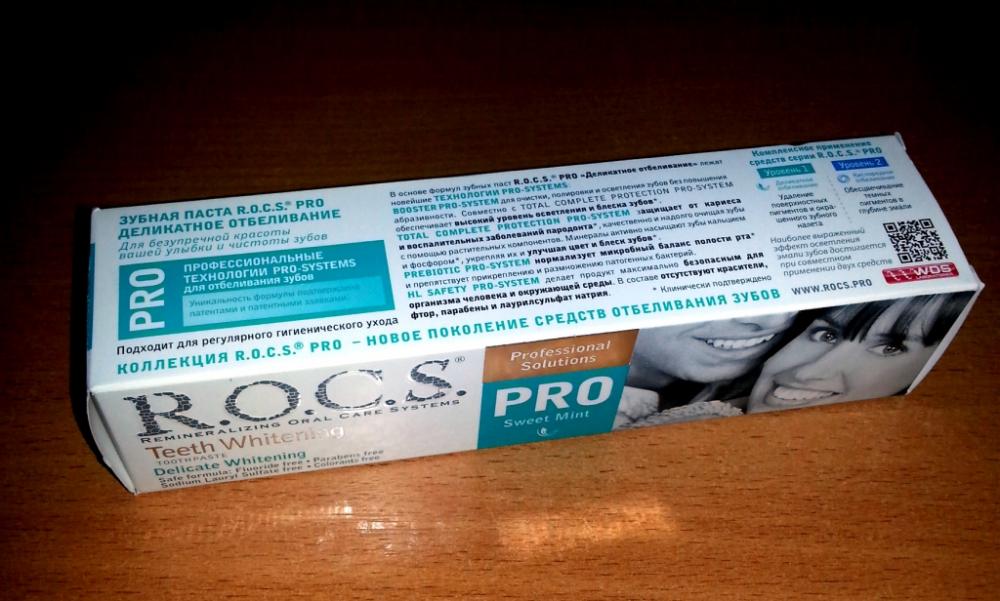 ЗУБНАЯ ПАСТА R.O.C.S.® PRO
ДЕЛИКАТНОЕ ОТБЕЛИВАНИЕ
Для безупречной красоты
вашей улыбки и чистоты зубов
PRO
ПРОФЕССИОНАЛЬНЫЕ
ТЕХНОЛОГИИ PRO-SYSTEMS
для отбеливания зубов
Уникальность формулы подтверждена
патентами и патентными заявками.
Подходит для регулярного гигиенического ухода
В основе формул зубных паст R.O.C.S.® PRO «Деликатное отбеливание» лежат
новейшие ТЕХНОЛОГИИ PRO-SYSTEMS:
BOOSTER PRO-SYSTEM для очистки, полировки и осветления зубов без повышения
абразивности. Совместно с TOTAL COMPLETE PROTECTION PRO-SYSTEM
обеспечивает высокий уровень осветления и блеска зубов*.
TOTAL COMPLETE PROTECTION PRO-SYSTEM защищает от кариеса
и воспалительных заболеваний пародонта*, качественно и надолго очищая зубы
с помощью растительных компонентов. Минералы активно насыщают зубы кальцием
и фосфором*, укрепляя их и улучшая цвет и блеск зубов*.
PREBIOTIC PRO-SYSTEM нормализует микробный баланс полости рта*
и препятствует прикреплению и размножению патогенных бактерий.
HL SAFETY PRO-SYSTEM делает продукт максимально безопасным для
организма человека и окружающей среды. В составе отсутствуют красители,
фтор, парабены и лаурилсульфат натрия.
* Клинически подтверждено
Комплексное применение
средств серии R.O.C.S.® PRO
Уровень 1
Деликатное
отбеливание
Удаление
поверхностных
пигментов и окра-
шенного зубного
налета
Уровень 2
Кислородное
отбеливание
Обесцвечивание
темных
пигментов в
глубине эмали
Наиболее выраженный
эффект осветления
эмали зубов достигается
при совместном
применении двух средств
WDS
WWW.ROCS.PRO
КОЛЛЕКЦИЯ R.O.C.S.® PRO – НОВОЕ ПОКОЛЕНИЕ СРЕДСТВ ОТБЕЛИВАНИЯ ЗУБОВ
R.O.C.S.®
REMINERALIZING ORAL CARE SYSTEMS
Teeth Whitening
TOOTHPASTE
Delicate Whitening
Safe formula: Fluoride free • Parabens free
Sodium Lauryl Sulfate free • Colorants free
Professional
Solutions
PRO
Sweet Mint